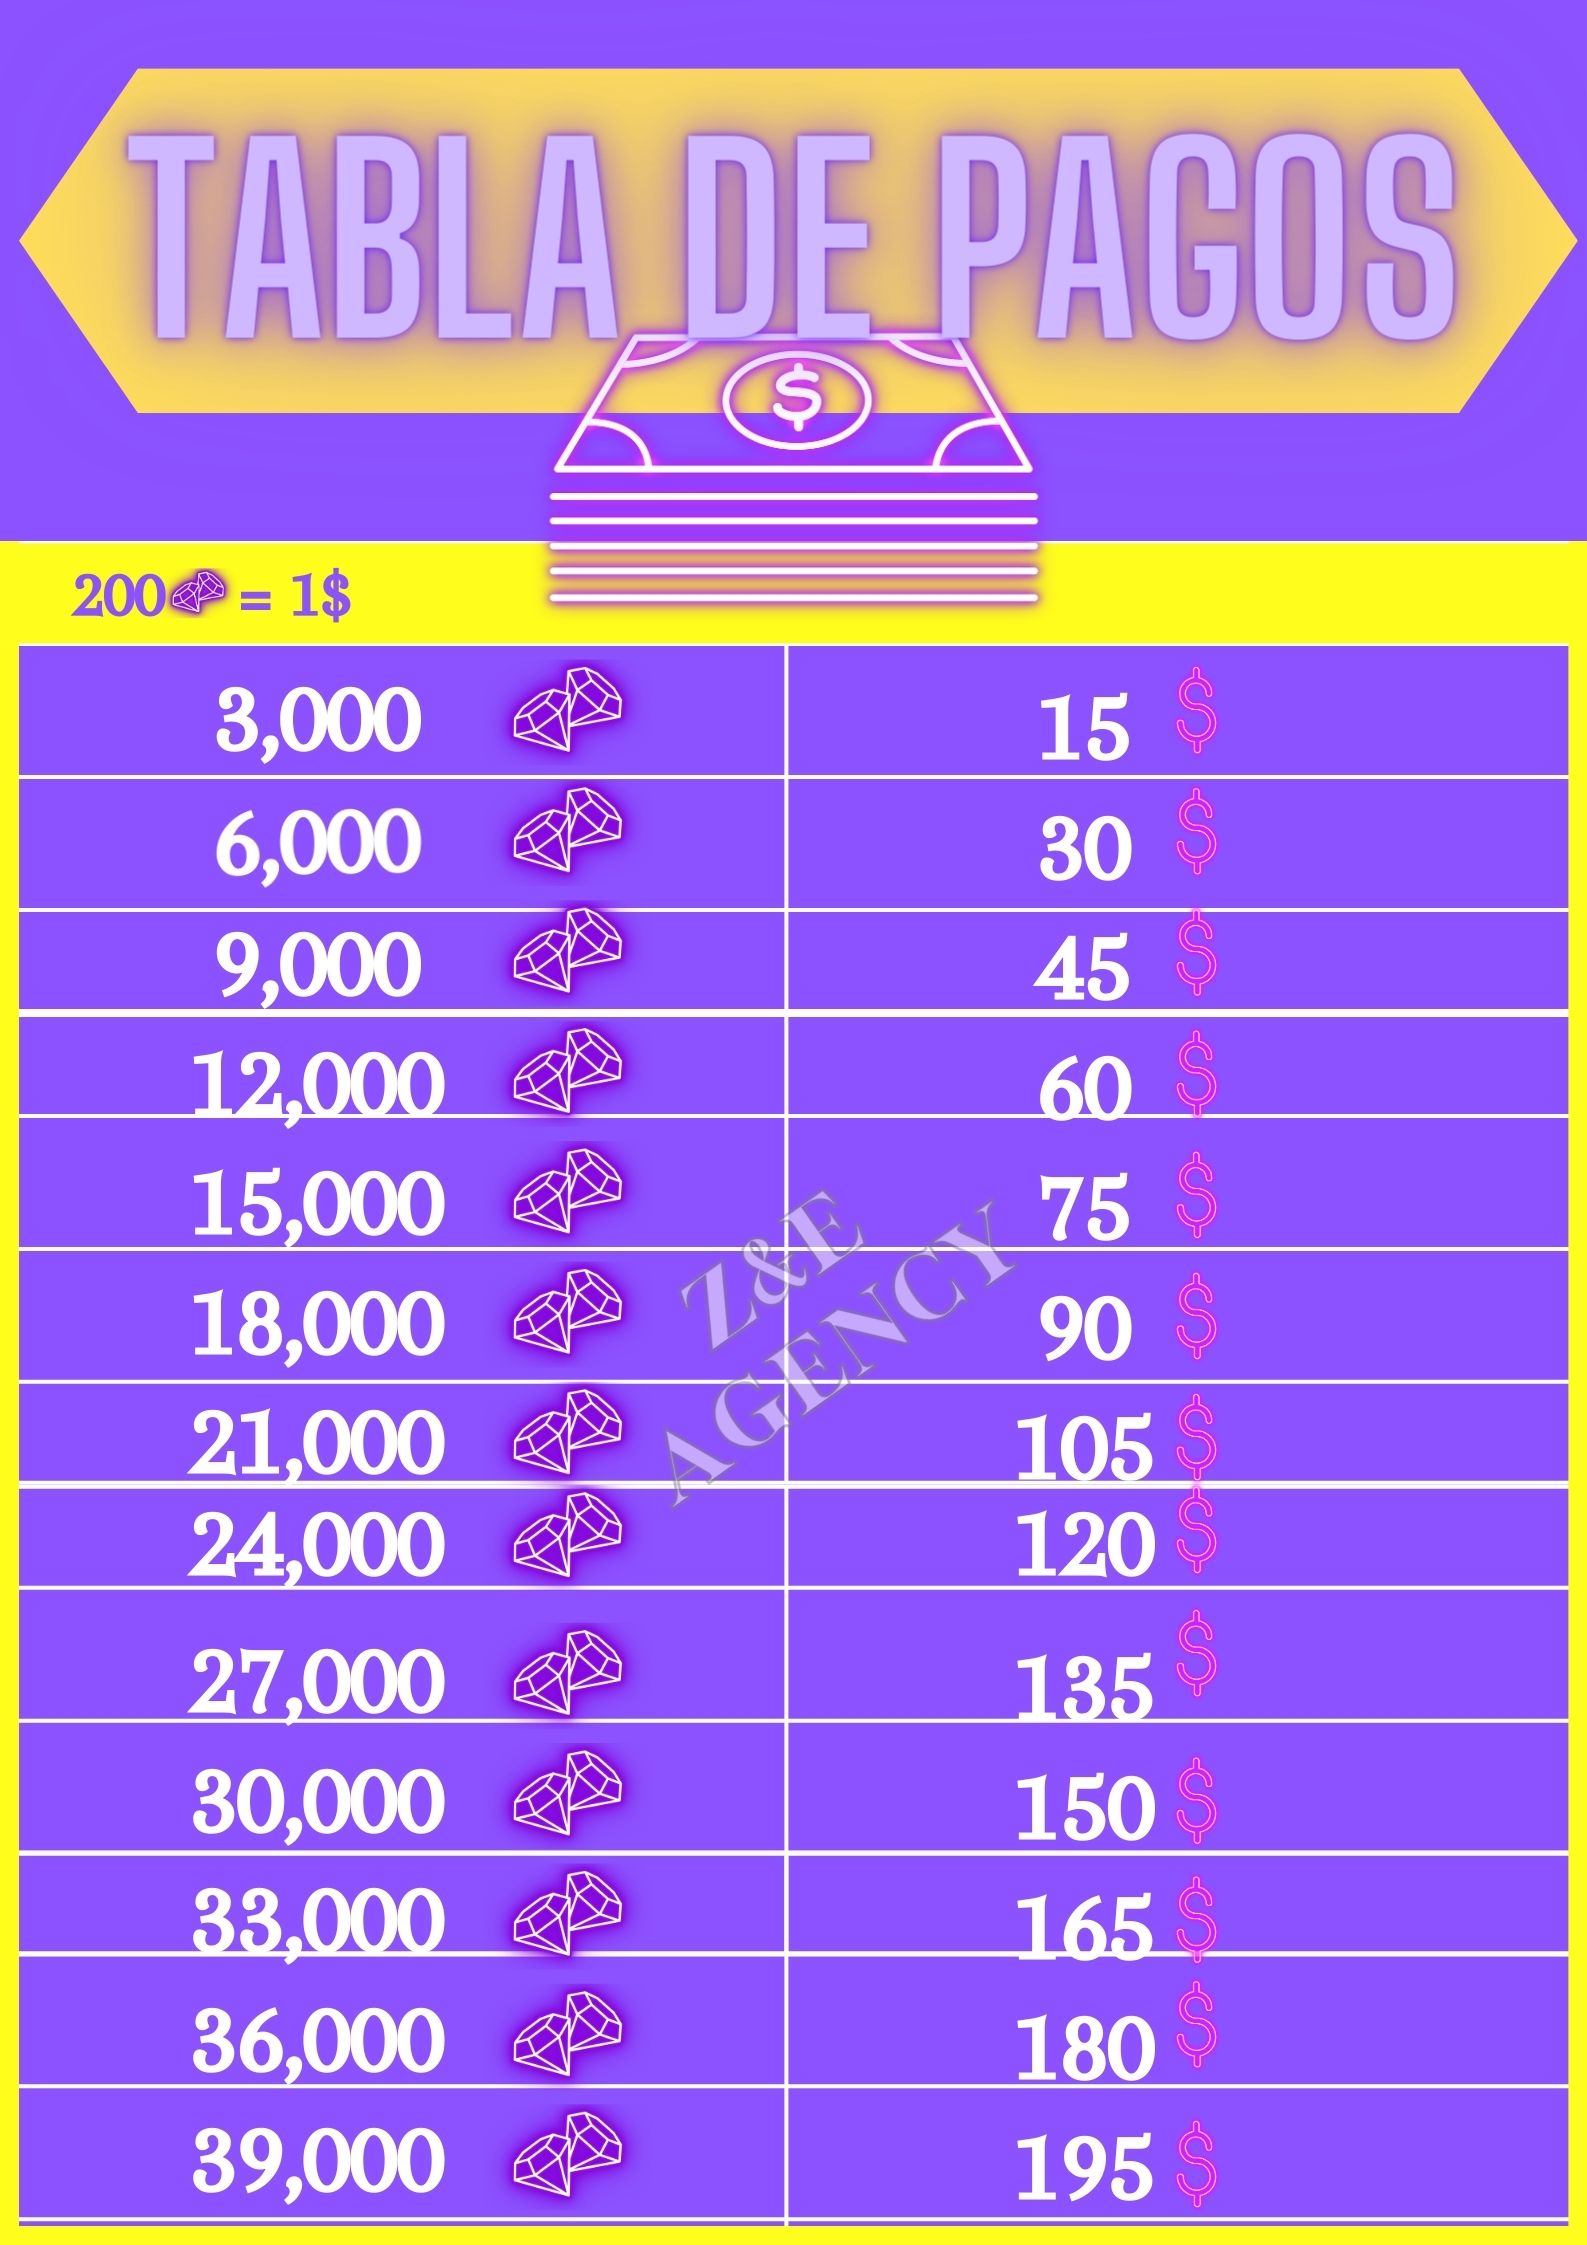 TABLA DE PAGOS
$
200 = 1$
3,000 15 $
6,000 30 $
9,000 45 $
12,000 60 $
15,000 75 $
18,000 90 $
21,000 105 $
24,000 120 $
27,000 135 $
30,000 150 $
33,000 165 $
36,000 180 $
39,000 195 $
Z&E
AGENCY